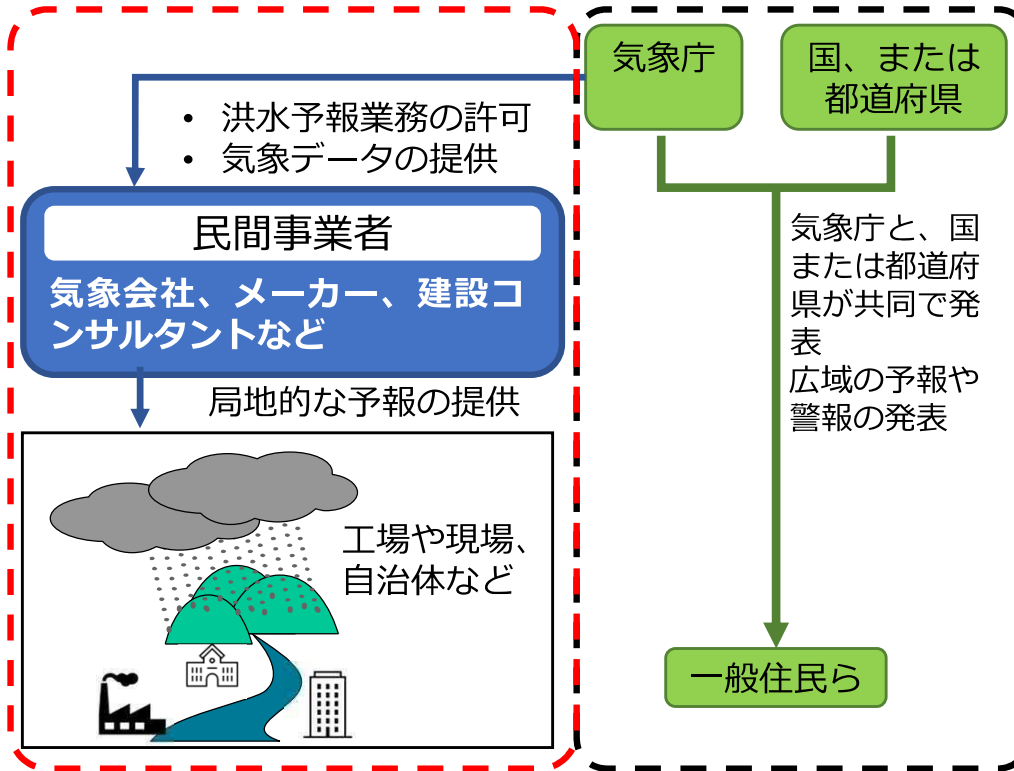 気象庁
国、または
都道府県
• 洪水予報業務の許可
• 気象データの提供
民間事業者
気象会社、メーカー、建設コ
ンサルタントなど
局地的な予報の提供
工場や現場、
自治体など
気象庁と、国
または都道府
県が共同で発
表
広域の予報や
警報の発表
一般住民ら